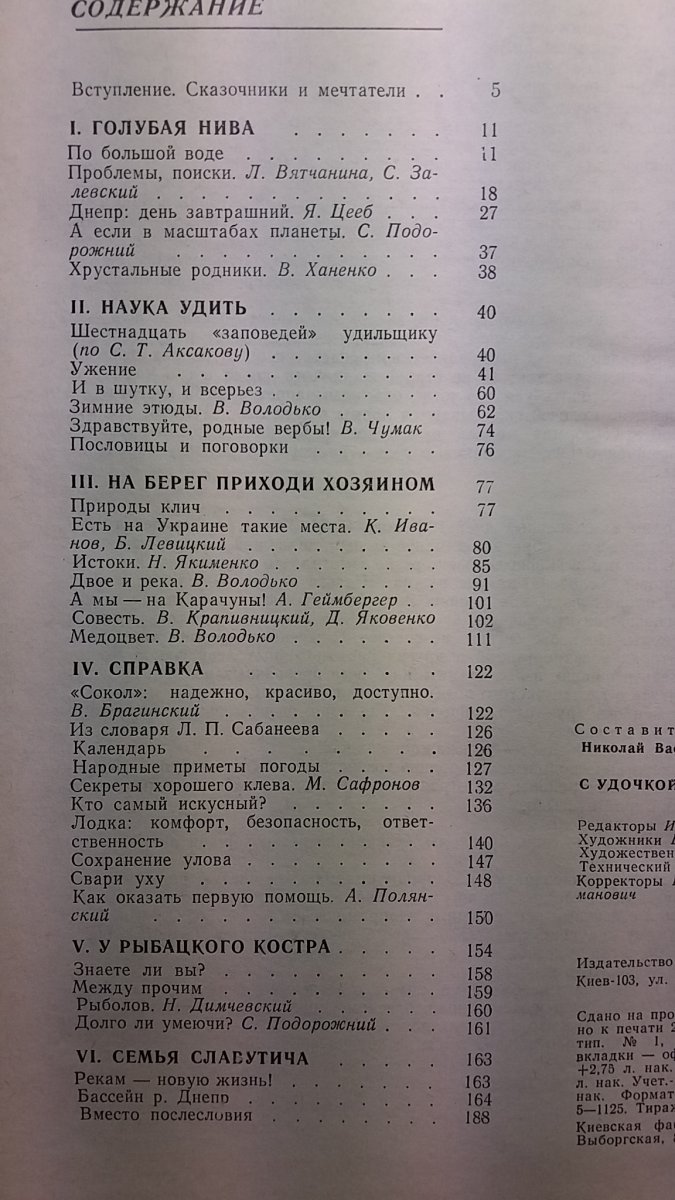 СОДЕРЖАНИЕ
Вступление. Сказочники и мечтатели . . 5
I. ГОЛУБАЯ НИВА . . . . . . . 11
По большой воде . . . . . . . . . 11
Проблемы, поиски. Л. Вятчанина, С. За-
левский . . . . . . . . . . . . . 18
Днепр: день завтрашний. Я. Цееб . . . 27
А если в масштабах планеты. С. Подо-
рожний . . . . . . . . . . . . 37
Хрустальные родники. В. Ханенко . . . 38
II. НАУКА УДИТЬ . . . . . . . . 40
Шестнадцать «заповедей» удильщику
(по С. Т. Аксакову) . . . . . . . . 40
Ужение . . . . . . . . . . . . 41
И в шутку, и всерьез . . . . . . . . 60
Зимние этюды. В. Володько . . . . . 62
Здравствуйте, родные вербы! В. Чумак 74
Пословицы и поговорки . . . . . . 76
III. НА БЕРЕГ ПРИХОДИ ХОЗЯИНОМ 77
Природы клич . . . . . . . . . . 77
Есть на Украине такие места. К. Ива-
нов, Б. Левицкий . . . . . . . . . 80
Истоки. Н. Якименко . . . . . . . . 85
Двое и река. В. Володько . . . . . . 91
А мы — на Карачуны! А. Геймбергер . . 101
Совесть. В. Крапивницкий, Д. Яковенко 102
Медоцвет. В. Володько . . . . . . . 111
IV. СПРАВКА . . . . . . . . . 122
«Сокол»: надежно, красиво, доступно.
В. Брагинский . . . . . . . . . . 122
Из словаря Л. П. Сабанеева . . . . . 126
Календарь . . . . . . . . . . . 126
Народные приметы погоды . . . . . 127
Секреты хорошего клева. М. Сафронов 132
Кто самый искусный? . . . . . . . 136
Лодка: комфорт, безопасность, ответ-
ственность . . . . . . . . . . . . 140
Сохранение улова . . . . . . . . . 147
Свари уху . . . . . . . . . . . 148
Как оказать первую помощь. А. Полян-
ский . . . . . . . . . . . . . 150
V. У РЫБАЦКОГО КОСТРА . . . . . 154
Знаете ли вы? . . . . . . . . . . 158
Между прочим . . . . . . . . . . 159
Рыболов. Н. Димчевский . . . . . . 160
Долго ли умеючи? С. Подорожний . . . 161
VI. СЕМЬЯ СЛАВУТИЧА . . . . . 163
Рекам — новую жизнь! . . . . . . . 163
Бассейн р. Днепр . . . . . . . . . 164
Вместо послесловия . . . . . . . . 188
Составит
Николай Вас
С УДОЧКОЙ
Редакторы И
Художники
Художествен
Технический
Корректоры
манович
Издательство
Киев-103, ул.
Сдано на про
но к печати 2
тип. № 1,
вкладки — оф
+2,75 л. нак.
л. нак. Учет.-
нак. Формат
5—1125. Тираж
Киевская фаб
Выборгская, 8